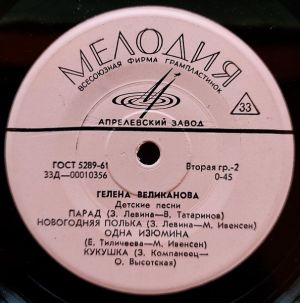 МЕЛОДИЯ
ВСЕСОЮЗНАЯ ФИРМА ГРАМПЛАСТИНОК
33
АПРЕЛЕВСКИЙ ЗАВОД
ГОСТ 5289-61
33Д—00010356
Вторая гр.-2
0-45
ГЕЛЕНА ВЕЛИКАНОВА
Детские песни
ПАРАД (З. Левина—В. Татаринов)
НОВОГОДНЯЯ ПОЛЬКА (З. Левина—М. Ивенсен)
ОДНА ИЗЮМИНА
(Е. Тиличеева—М. Ивенсен)
КУКУШКА (З. Компанеец—
О. Высотская)